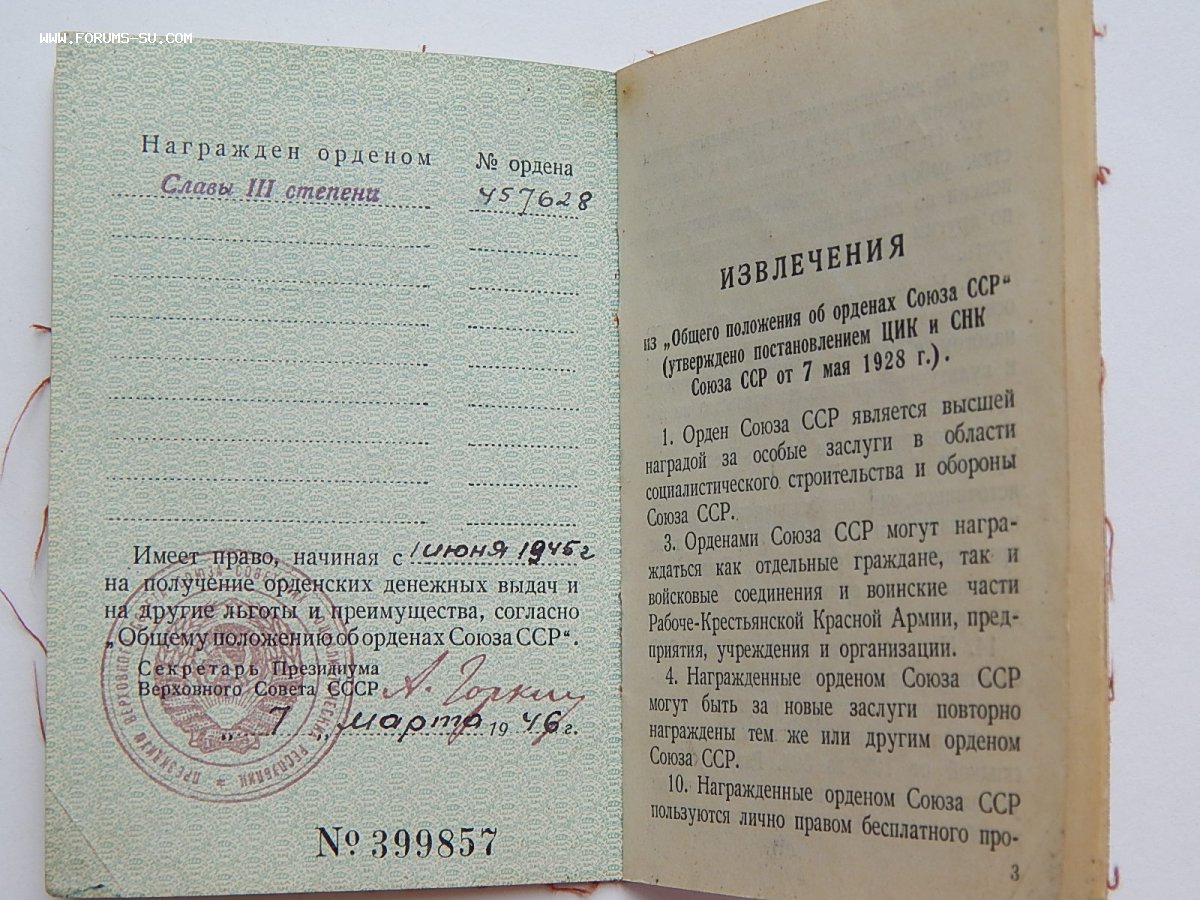 www.forums-su.com
Награжден орденом
№ ордена
Славы III степени
457628
Имеет право, начиная с 1 июня 1945 г
на получение орденских денежных выдач и
на другие льготы и преимущества, согласно
„Общему положению об орденах Союза ССР“.
Секретарь Президиума
Верховного Совета СССР А. Горкин
„ 7 „ марта 1946 г.
№ 399857
ИЗВЛЕЧЕНИЯ
из „Общего положения об орденах Союза ССР“
(утверждено постановлением ЦИК и СНК
Союза ССР от 7 мая 1928 г.).
1. Орден Союза ССР является высшей
наградой за особые заслуги в области
социалистического строительства и обороны
Союза ССР.
3. Орденами Союза ССР могут награ-
ждаться как отдельные граждане, так и
войсковые соединения и воинские части
Рабоче-Крестьянской Красной Армии, пред-
приятия, учреждения и организации.
4. Награжденные орденом Союза ССР
могут быть за новые заслуги повторно
награждены тем же или другим орденом
Союза ССР.
10. Награжденные орденом Союза ССР
пользуются лично правом бесплатного про-
3